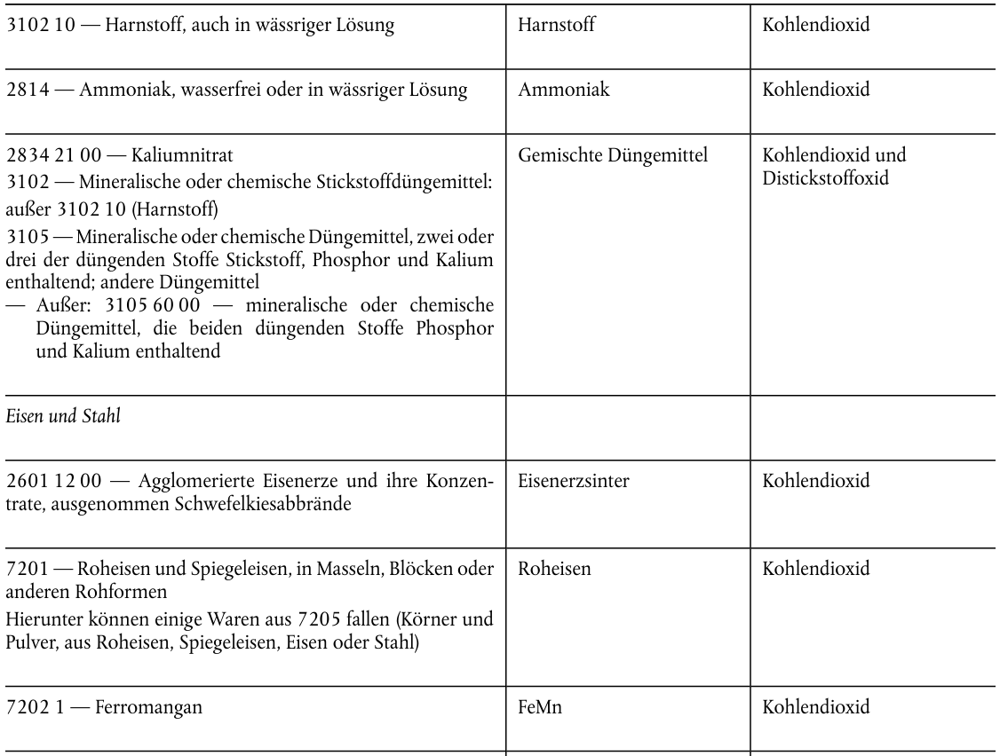 3102 10 — Harnstoff, auch in wässriger Lösung
Harnstoff
Kohlendioxid
2814 — Ammoniak, wasserfrei oder in wässriger Lösung
Ammoniak
Kohlendioxid
2834 21 00 — Kaliumnitrat
3102 — Mineralische oder chemische Stickstoffdüngemittel:
außer 3102 10 (Harnstoff)
3105 — Mineralische oder chemische Düngemittel, zwei oder
drei der düngenden Stoffe Stickstoff, Phosphor und Kalium
enthaltend; andere Düngemittel
— Außer: 3105 60 00 — mineralische oder chemische
Düngemittel, die beiden düngenden Stoffe Phosphor
und Kalium enthaltend
Gemischte Düngemittel
Kohlendioxid und
Distickstoffoxid
Eisen und Stahl
2601 12 00 — Agglomerierte Eisenerze und ihre Konzen-
trate, ausgenommen Schwefelkiesabbrände
Eisenerzsinter
Kohlendioxid
7201 — Roheisen und Spiegeleisen, in Masseln, Blöcken oder
anderen Rohformen
Hierunter können einige Waren aus 7205 fallen (Körner und
Pulver, aus Roheisen, Spiegeleisen, Eisen oder Stahl)
Roheisen
Kohlendioxid
7202 1 — Ferromangan
FeMn
Kohlendioxid